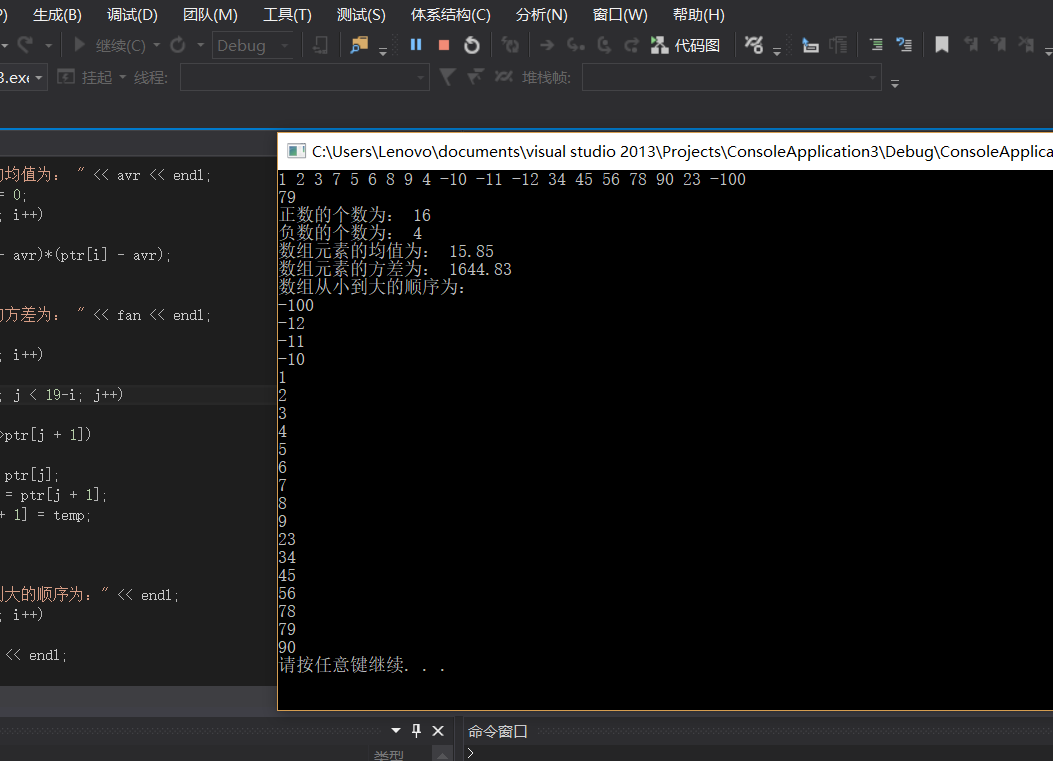 生成(B) 调试(D) 团队(M) 工具(T) 测试(S) 体系结构(C) 分析(N) 窗口(W) 帮助(H)
继续(C) Debug 代码图
3.exe 挂起 线程: 堆栈帧:
C:\Users\Lenovo\documents\visual studio 2013\Projects\ConsoleApplication3\Debug\ConsoleApplica
的均值为： " << avr << endl;
= 0;
; i++)
- avr)*(ptr[i] - avr);
的方差为： " << fan << endl;
; i++)
; j < 19-i; j++)
>ptr[j + 1])
ptr[j];
= ptr[j + 1];
+ 1] = temp;
到大的顺序为：" << endl;
; i++)
<< endl;
1 2 3 7 5 6 8 9 4 -10 -11 -12 34 45 56 78 90 23 -100
79
正数的个数为： 16
负数的个数为： 4
数组元素的均值为： 15.85
数组元素的方差为： 1644.83
数组从小到大的顺序为：
-100
-12
-11
-10
1
2
3
4
5
6
7
8
9
23
34
45
56
78
79
90
请按任意键继续. . .
命令窗口
类型
>